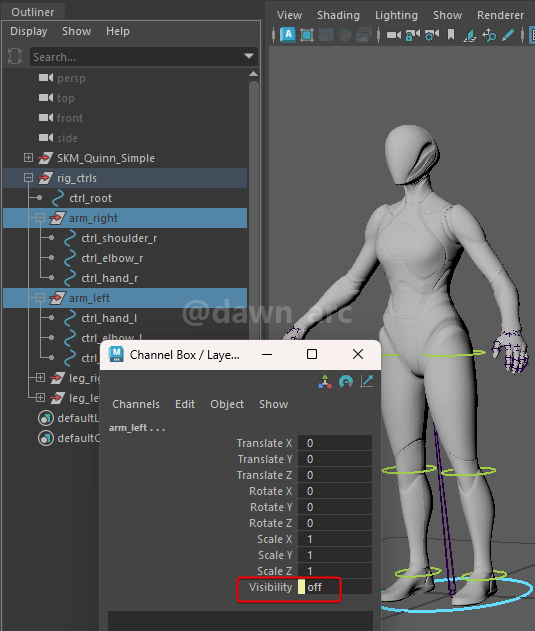 Outliner
Display Show Help
Search...
persp
top
front
side
SKM_Quinn_Simple
rig_ctrls
ctrl_root
arm_right
ctrl_shoulder_r
ctrl_elbow_r
ctrl_hand_r
arm_left
ctrl_hand_l
ctrl_elbow_l
ctrl_
leg_ri
leg_le
defaultL
defaultO
View Shading Lighting Show Renderer
@dawn_arc
M
Channel Box / Laye...
Channels Edit Object Show
arm_left . . .
Translate X 0
Translate Y 0
Translate Z 0
Rotate X 0
Rotate Y 0
Rotate Z 0
Scale X 1
Scale Y 1
Scale Z 1
Visibility off